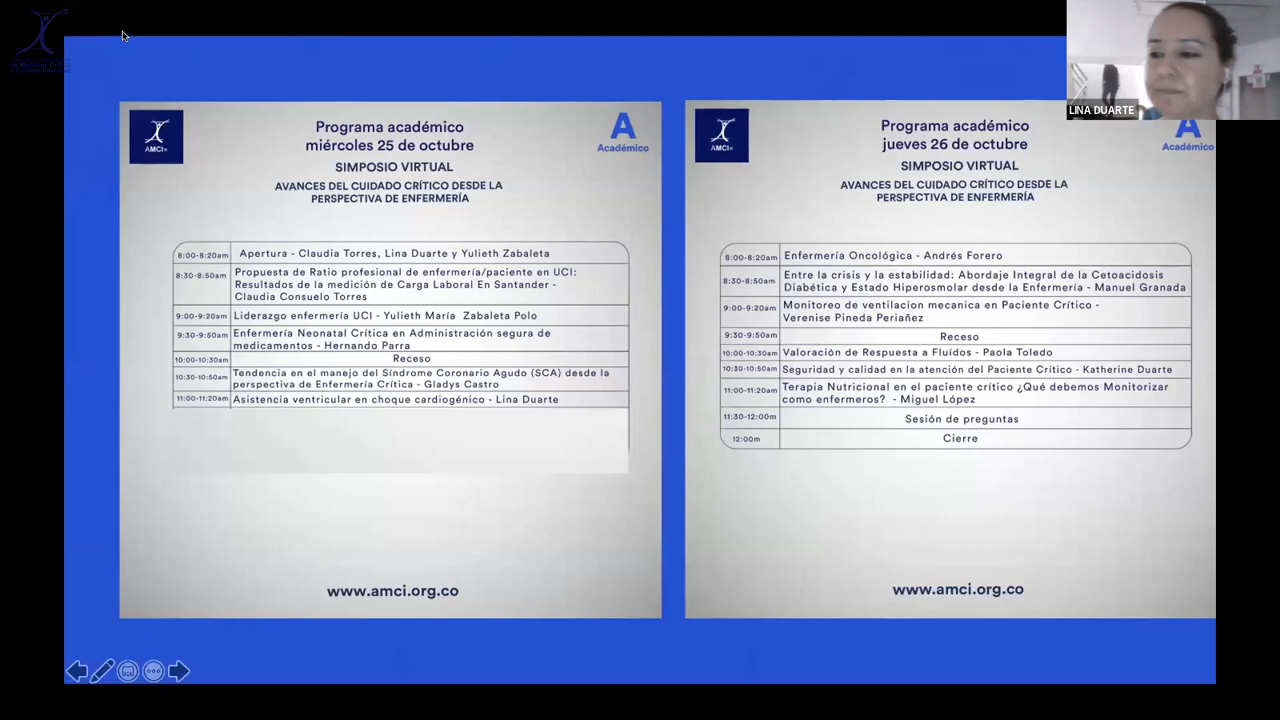 LINA DUARTE
AMCI®
Programa académico
miércoles 25 de octubre
SIMPOSIO VIRTUAL
AVANCES DEL CUIDADO CRÍTICO DESDE LA
PERSPECTIVA DE ENFERMERÍA
A
Académico
8:00-8:20am Apertura - Claudia Torres, Lina Duarte y Yulieth Zabaleta
8:30-8:50am Propuesta de Ratio profesional de enfermería/paciente en UCI:
Resultados de la medición de Carga Laboral En Santander -
Claudia Consuelo Torres
9:00-9:20am Liderazgo enfermería UCI - Yulieth María Zabaleta Polo
9:30-9:50am Enfermería Neonatal Crítica en Administración segura de
medicamentos - Hernando Parra
10:00-10:30am Receso
10:30-10:50am Tendencia en el manejo del Síndrome Coronario Agudo (SCA) desde la
perspectiva de Enfermería Crítica - Gladys Castro
11:00-11:20am Asistencia ventricular en choque cardiogénico - Lina Duarte
www.amci.org.co
AMCI®
Programa académico
jueves 26 de octubre
SIMPOSIO VIRTUAL
AVANCES DEL CUIDADO CRÍTICO DESDE LA
PERSPECTIVA DE ENFERMERÍA
A
Académico
8:00-8:20am Enfermería Oncológica - Andrés Forero
8:30-8:50am Entre la crisis y la estabilidad: Abordaje Integral de la Cetoacidosis
Diabética y Estado Hiperosmolar desde la Enfermería - Manuel Granada
9:00-9:20am Monitoreo de ventilacion mecanica en Paciente Crítico -
Verenise Pineda Periañez
9:30-9:50am Receso
10:00-10:30am Valoración de Respuesta a Fluídos - Paola Toledo
10:30-10:50am Seguridad y calidad en la atención del Paciente Crítico - Katherine Duarte
11:00-11:20am Terapia Nutricional en el paciente crítico ¿Qué debemos Monitorizar
como enfermeros? - Miguel López
11:30-12:00m Sesión de preguntas
12:00m Cierre
www.amci.org.co